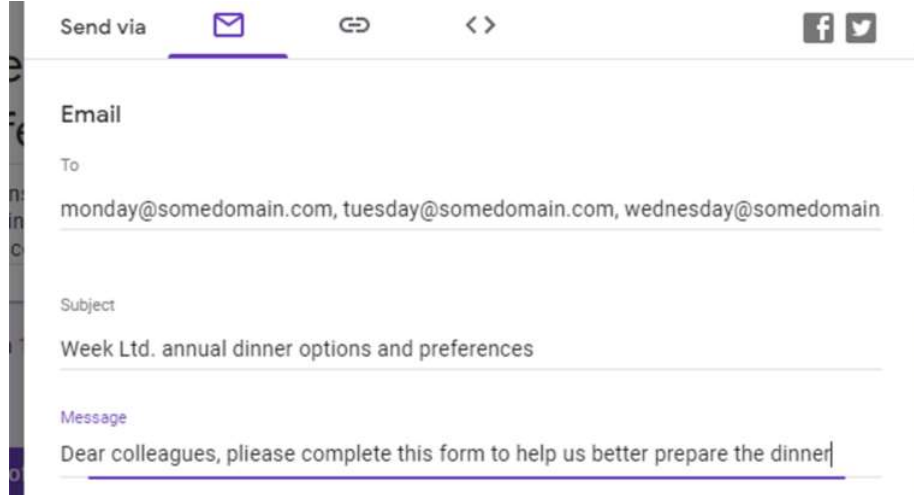 Send via
Email
To
monday@somedomain.com, tuesday@somedomain.com, wednesday@somedomain.
Subject
Week Ltd. annual dinner options and preferences
Message
Dear colleagues, pliease complete this form to help us better prepare the dinner